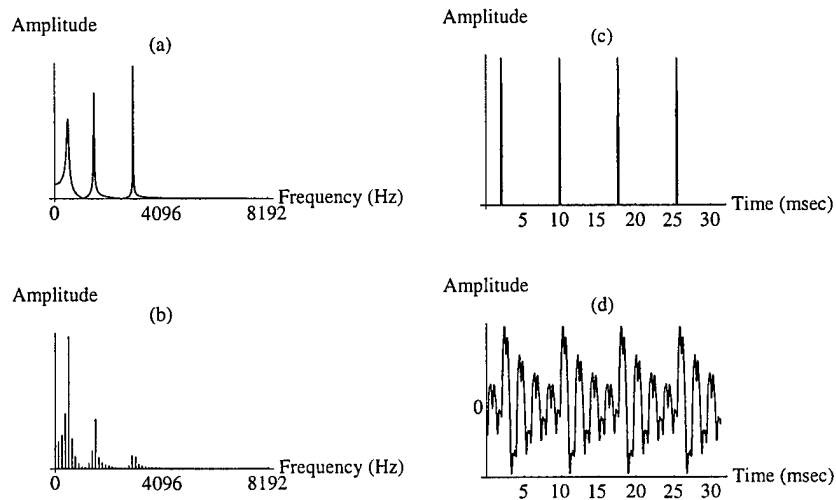 Amplitude
(a)
Frequency (Hz)
0 4096 8192
Amplitude
(c)
Time (msec)
5 10 15 20 25 30
Amplitude
(b)
Frequency (Hz)
0 4096 8192
Amplitude
(d)
0
Time (msec)
5 10 15 20 25 30